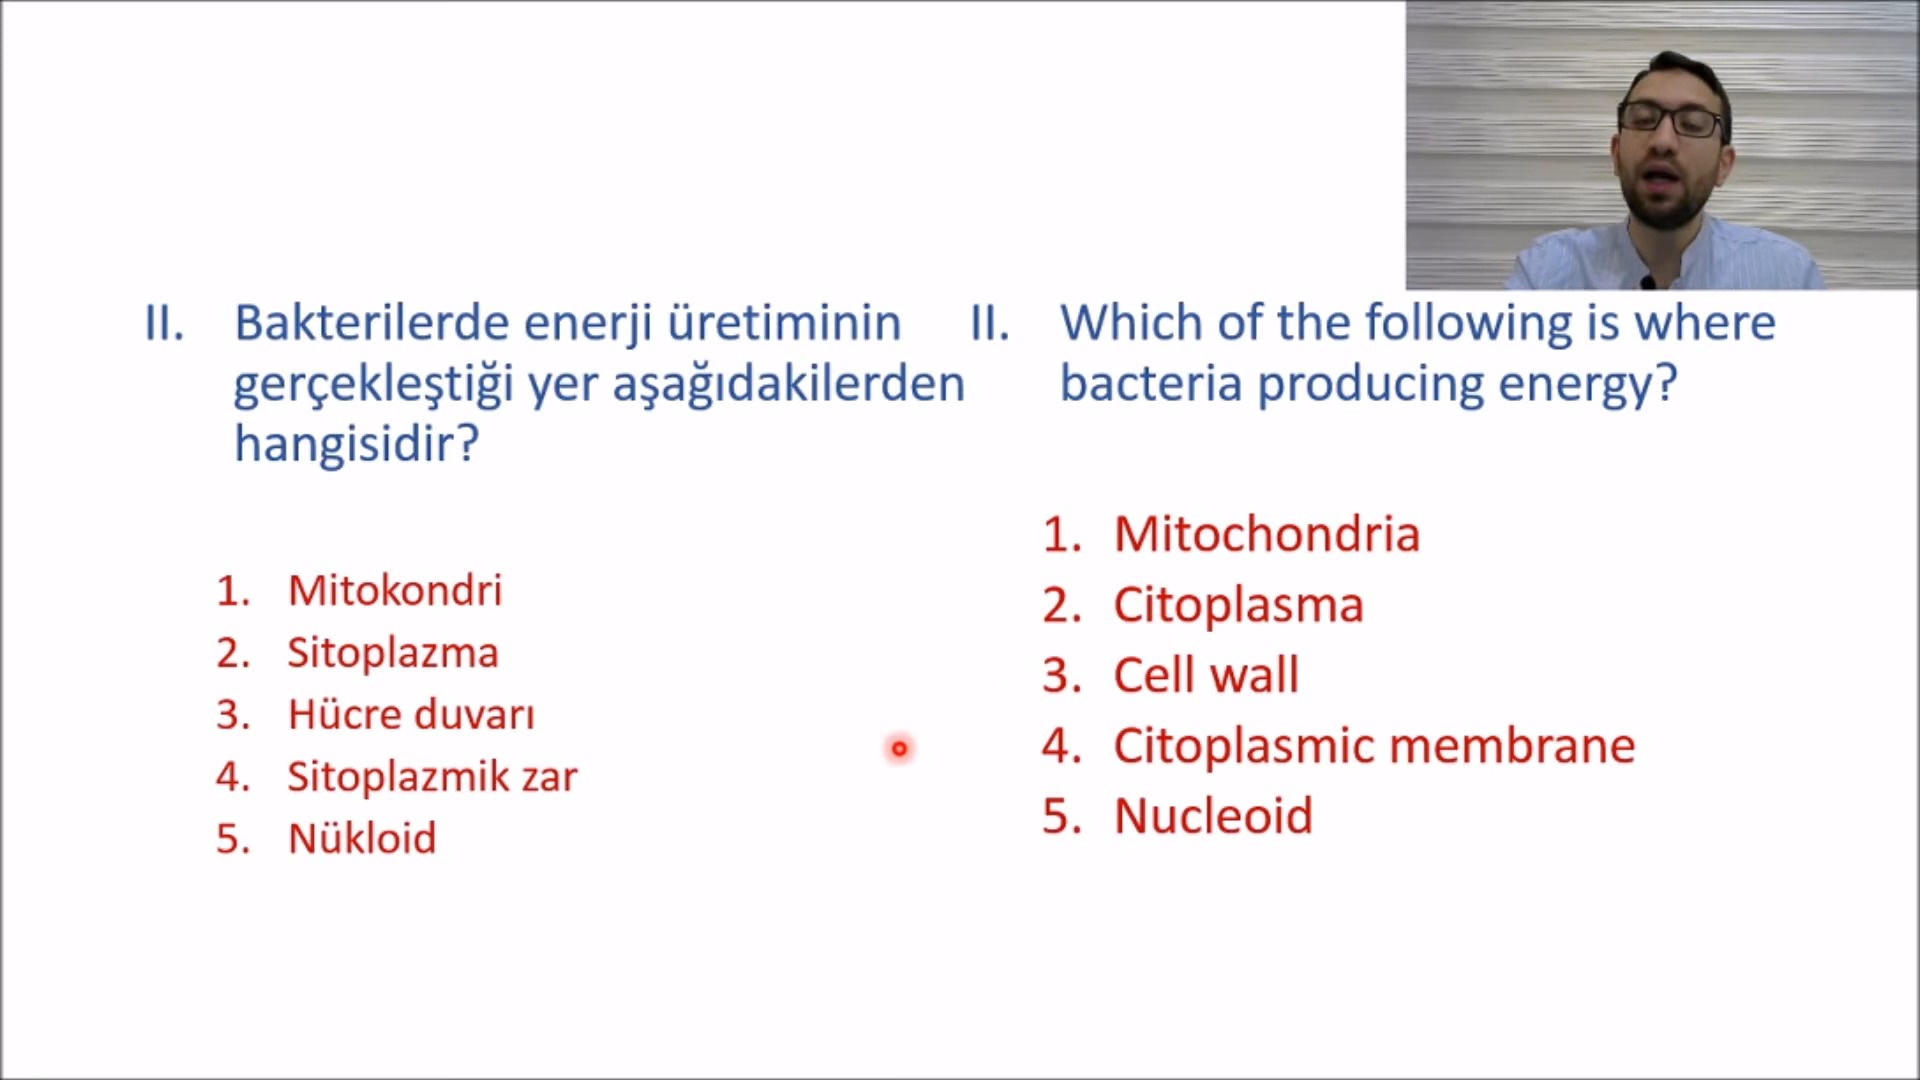 II. Bakterilerde enerji üretiminin
gerçekleştiği yer aşağıdakilerden
hangisidir?
1. Mitokondri
2. Sitoplazma
3. Hücre duvarı
4. Sitoplazmik zar
5. Nükloid
II. Which of the following is where
bacteria producing energy?
1. Mitochondria
2. Citoplasma
3. Cell wall
4. Citoplasmic membrane
5. Nucleoid